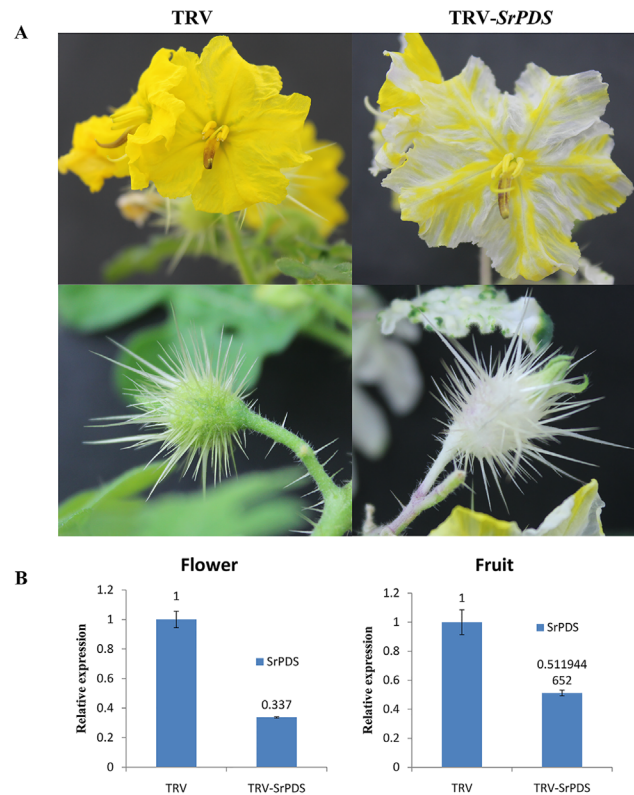 TRV TRV-SrPDS
A
B
Flower Fruit
Relative expression
1.2
1
0.8
0.6
0.4
0.2
0
1
0.337
SrPDS
TRV TRV-SrPDS
Relative expression
1.2
1
0.8
0.6
0.4
0.2
0
1
0.511944
652
SrPDS
TRV TRV-SrPDS